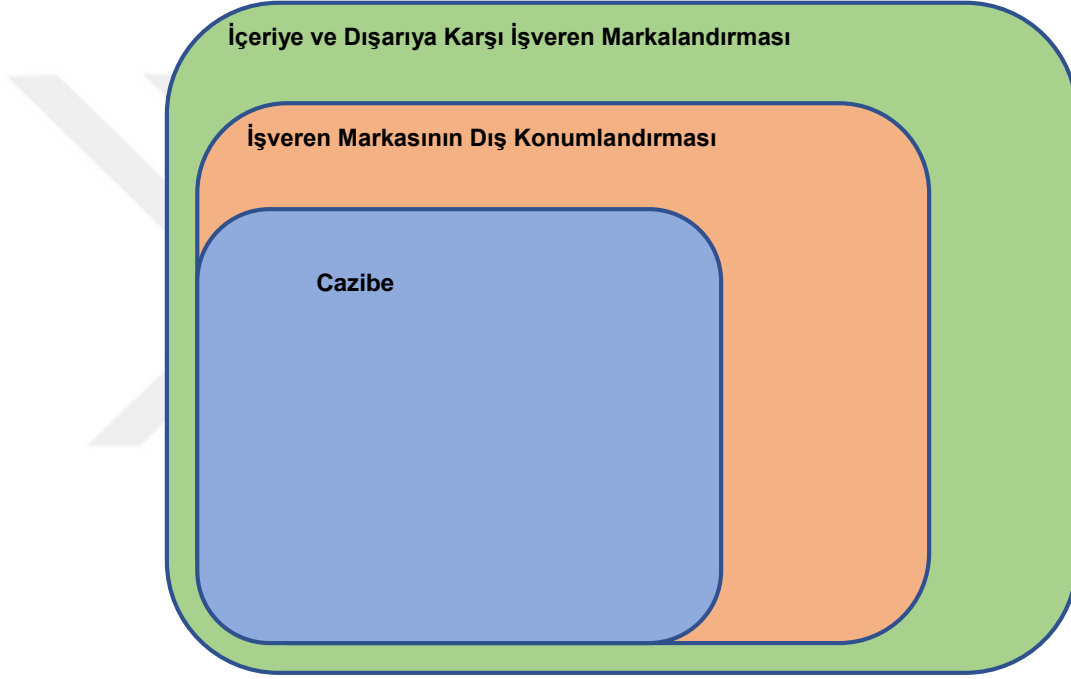 İçeriye ve Dışarıya Karşı İşveren Markalandırması
İşveren Markasının Dış Konumlandırması
Cazibe